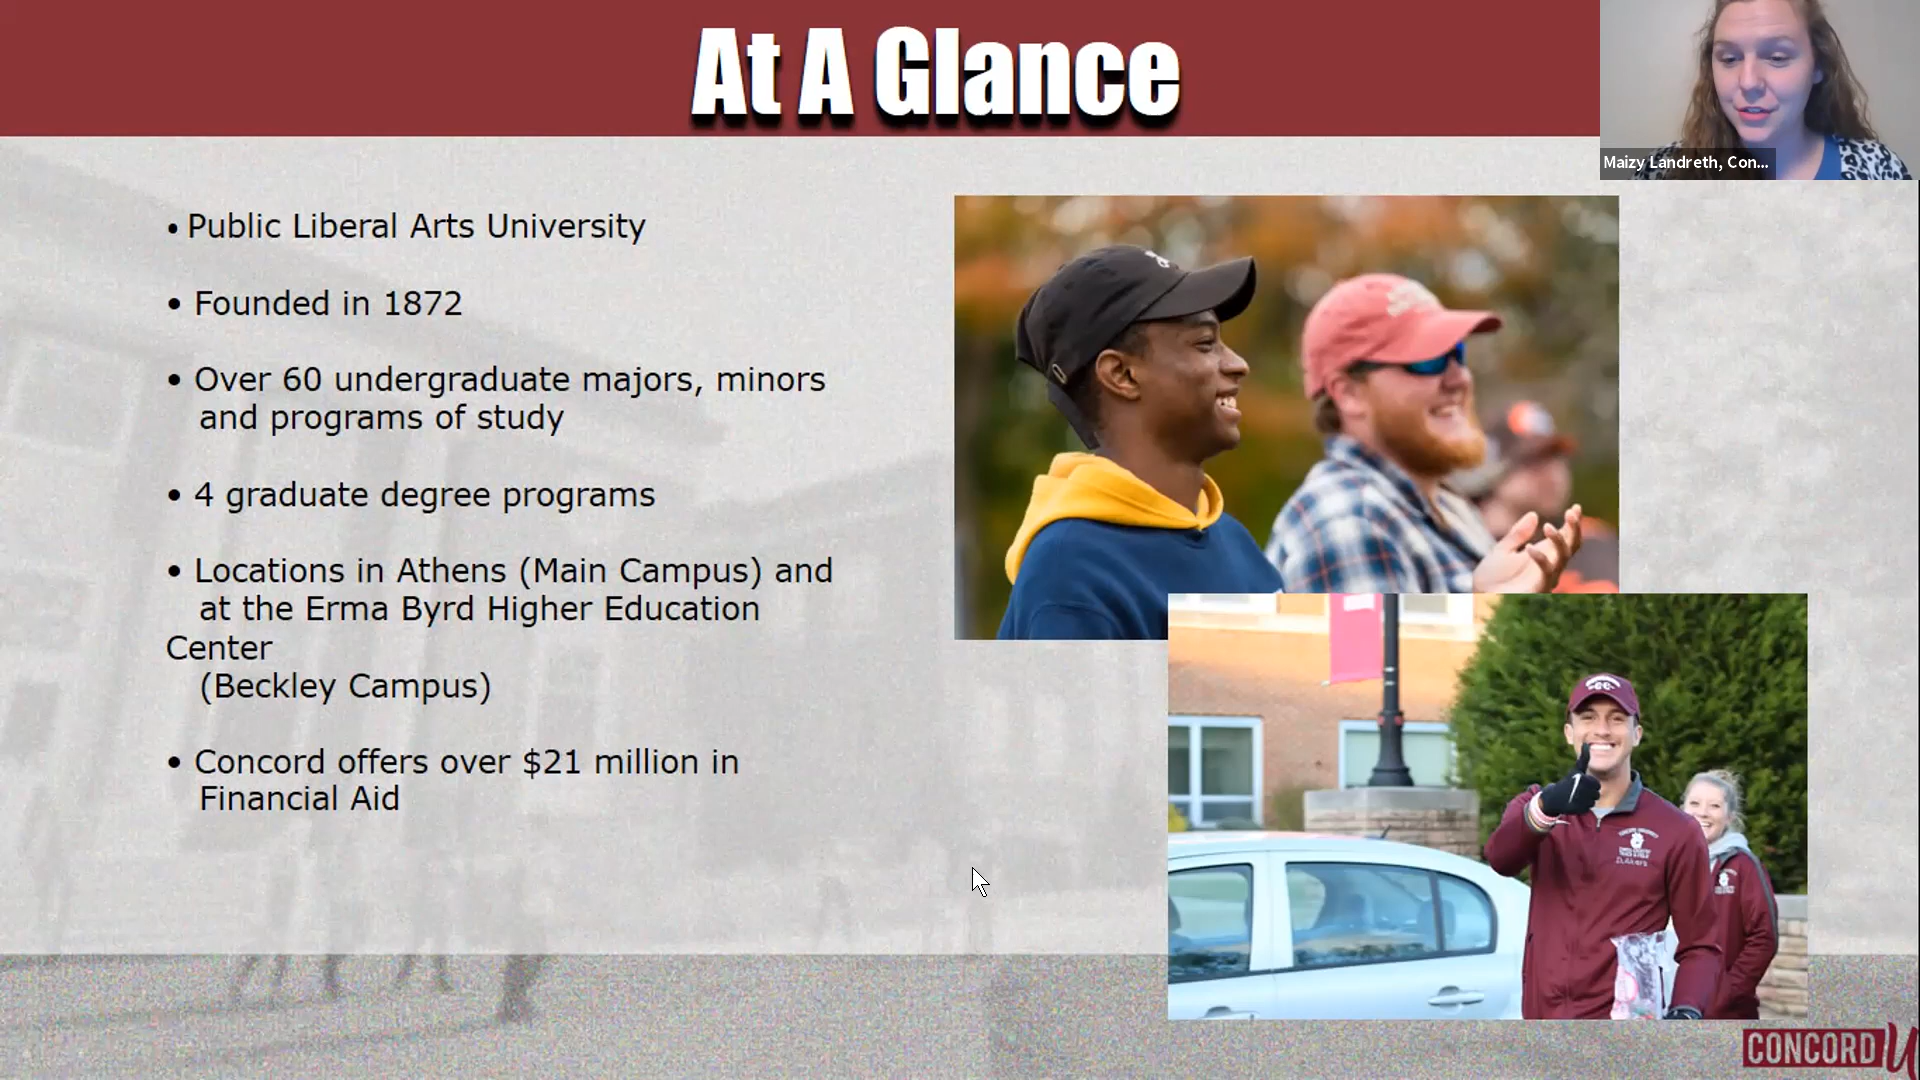 At A Glance
Maizy Landreth, Con...
• Public Liberal Arts University
• Founded in 1872
• Over 60 undergraduate majors, minors
and programs of study
• 4 graduate degree programs
• Locations in Athens (Main Campus) and
at the Erma Byrd Higher Education
Center
(Beckley Campus)
• Concord offers over $21 million in
Financial Aid
CONCORD U